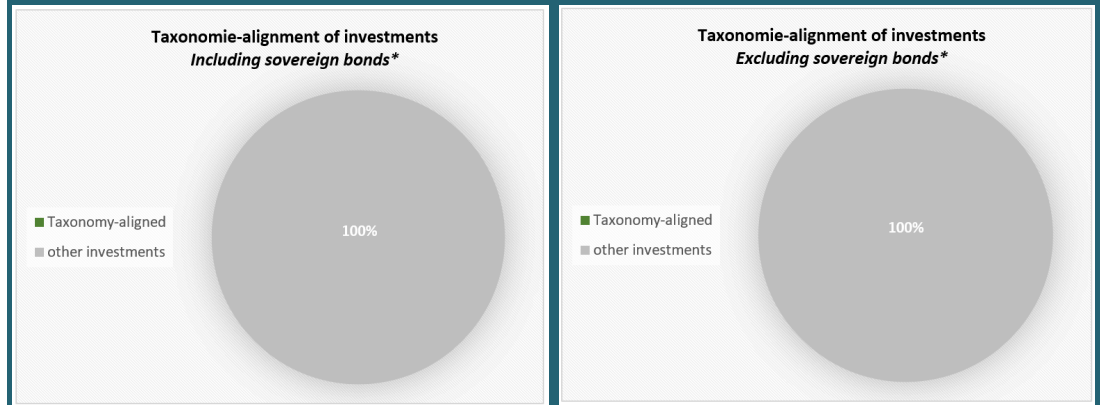 Taxonomie-alignment of investments
Including sovereign bonds*
Taxonomy-aligned
other investments
100%
Taxonomie-alignment of investments
Excluding sovereign bonds*
Taxonomy-aligned
other investments
100%